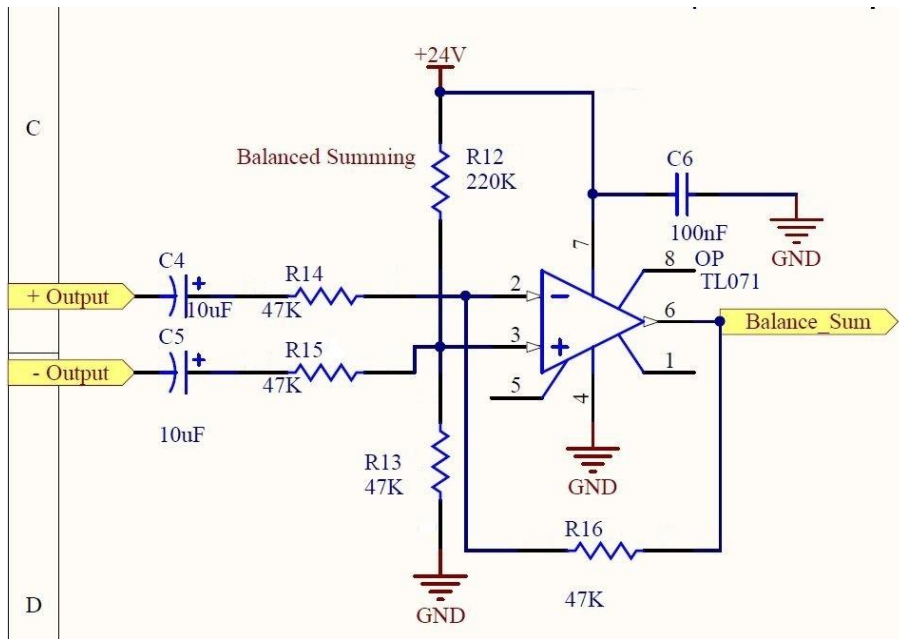 +24V
C
Balanced Summing
R12
220K
C6
100nF
GND
7
8
OP
TL071
C4
+
10uF
R14
47K
+ Output
2
−
6
Balance_Sum
C5
+
10uF
R15
47K
- Output
3
+
1
5
4
GND
R13
47K
R16
47K
GND
D